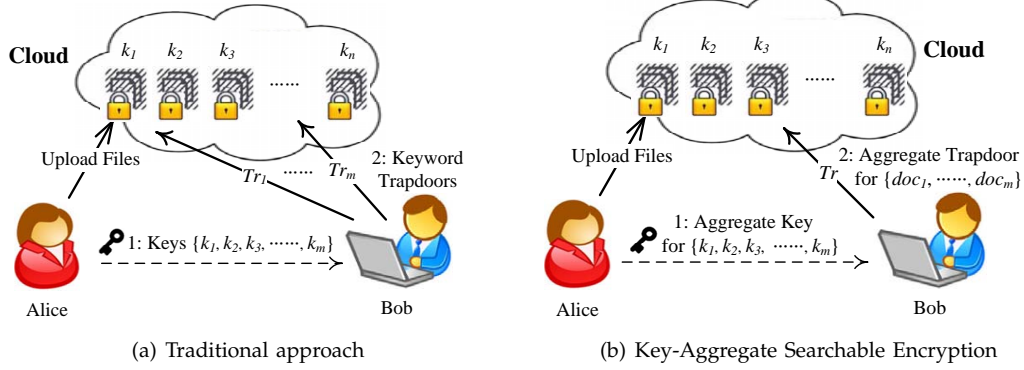 Cloud
k1 k2 k3 ...... kn
Upload Files
Tr1 ...... Trm
2: Keyword
Trapdoors
1: Keys {k1, k2, k3, ······, km}
Alice
Bob
(a) Traditional approach
k1 k2 k3 ...... kn
Cloud
Upload Files
Tr
2: Aggregate Trapdoor
for {doc1, ······, docm}
1: Aggregate Key
for {k1, k2, k3, ······, km}
Alice
Bob
(b) Key-Aggregate Searchable Encryption